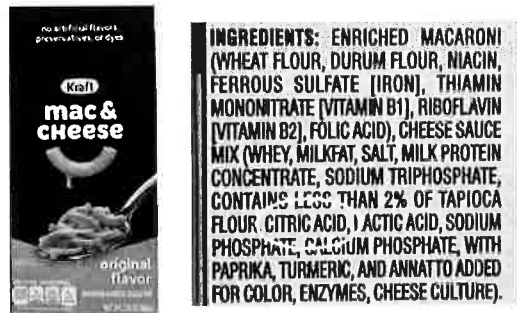 no artificial flavors,
preservatives, or dyes
Kraft
mac&
cHeese
original
flavor
INGREDIENTS: ENRICHED MACARONI
(WHEAT FLOUR, DURUM FLOUR, NIACIN,
FERROUS SULFATE [IRON], THIAMIN
MONONITRATE [VITAMIN B1], RIBOFLAVIN
[VITAMIN B2], FOLIC ACID), CHEESE SAUCE
MIX (WHEY, MILKFAT, SALT, MILK PROTEIN
CONCENTRATE, SODIUM TRIPHOSPHATE,
CONTAINS LESS THAN 2% OF TAPIOCA
FLOUR, CITRIC ACID, LACTIC ACID, SODIUM
PHOSPHATE, CALCIUM PHOSPHATE, WITH
PAPRIKA, TURMERIC, AND ANNATTO ADDED
FOR COLOR, ENZYMES, CHEESE CULTURE).